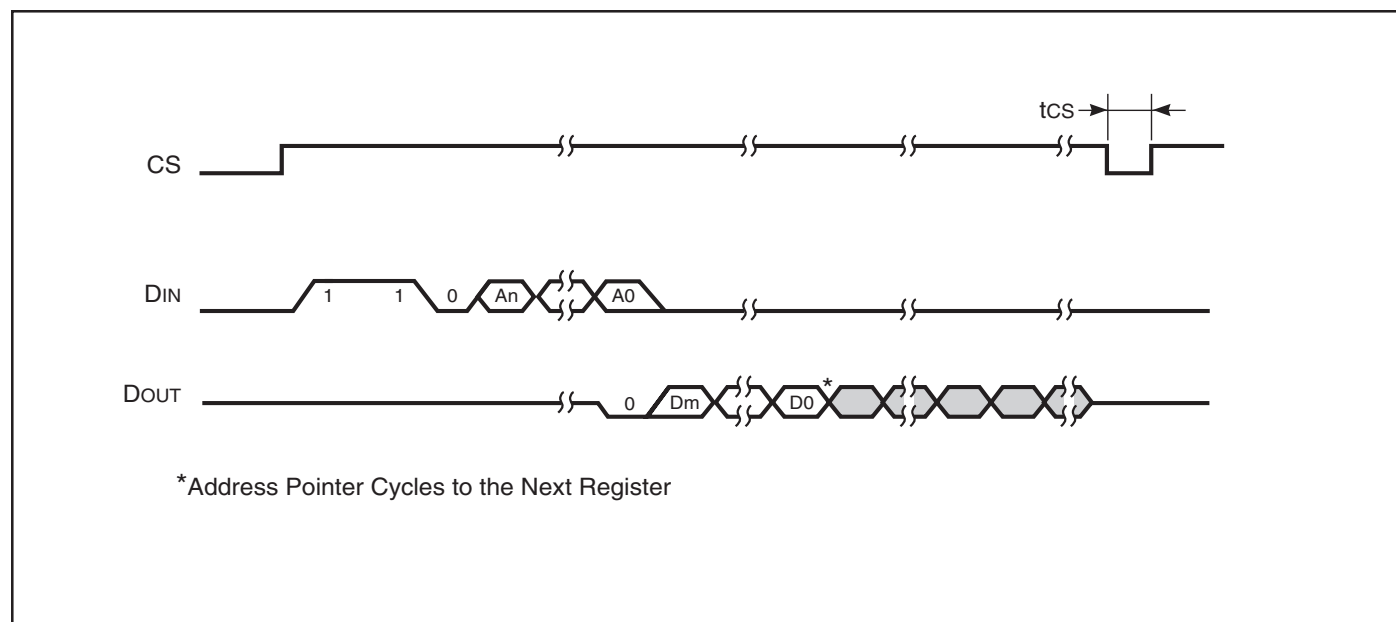 tCS
CS
DIN
1 1 0 An A0
DOUT
0 Dm D0 *
*Address Pointer Cycles to the Next Register